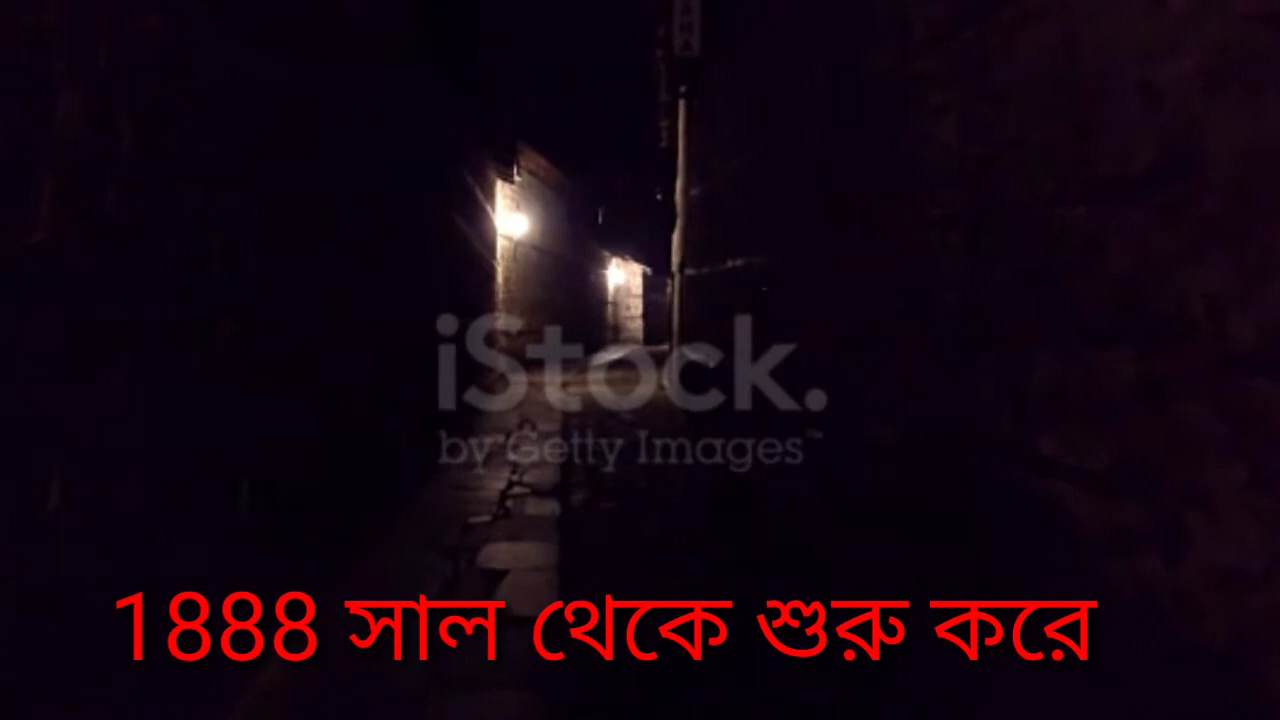 iStock.
by Getty Images™
1888 সাল থেকে শুরু করে